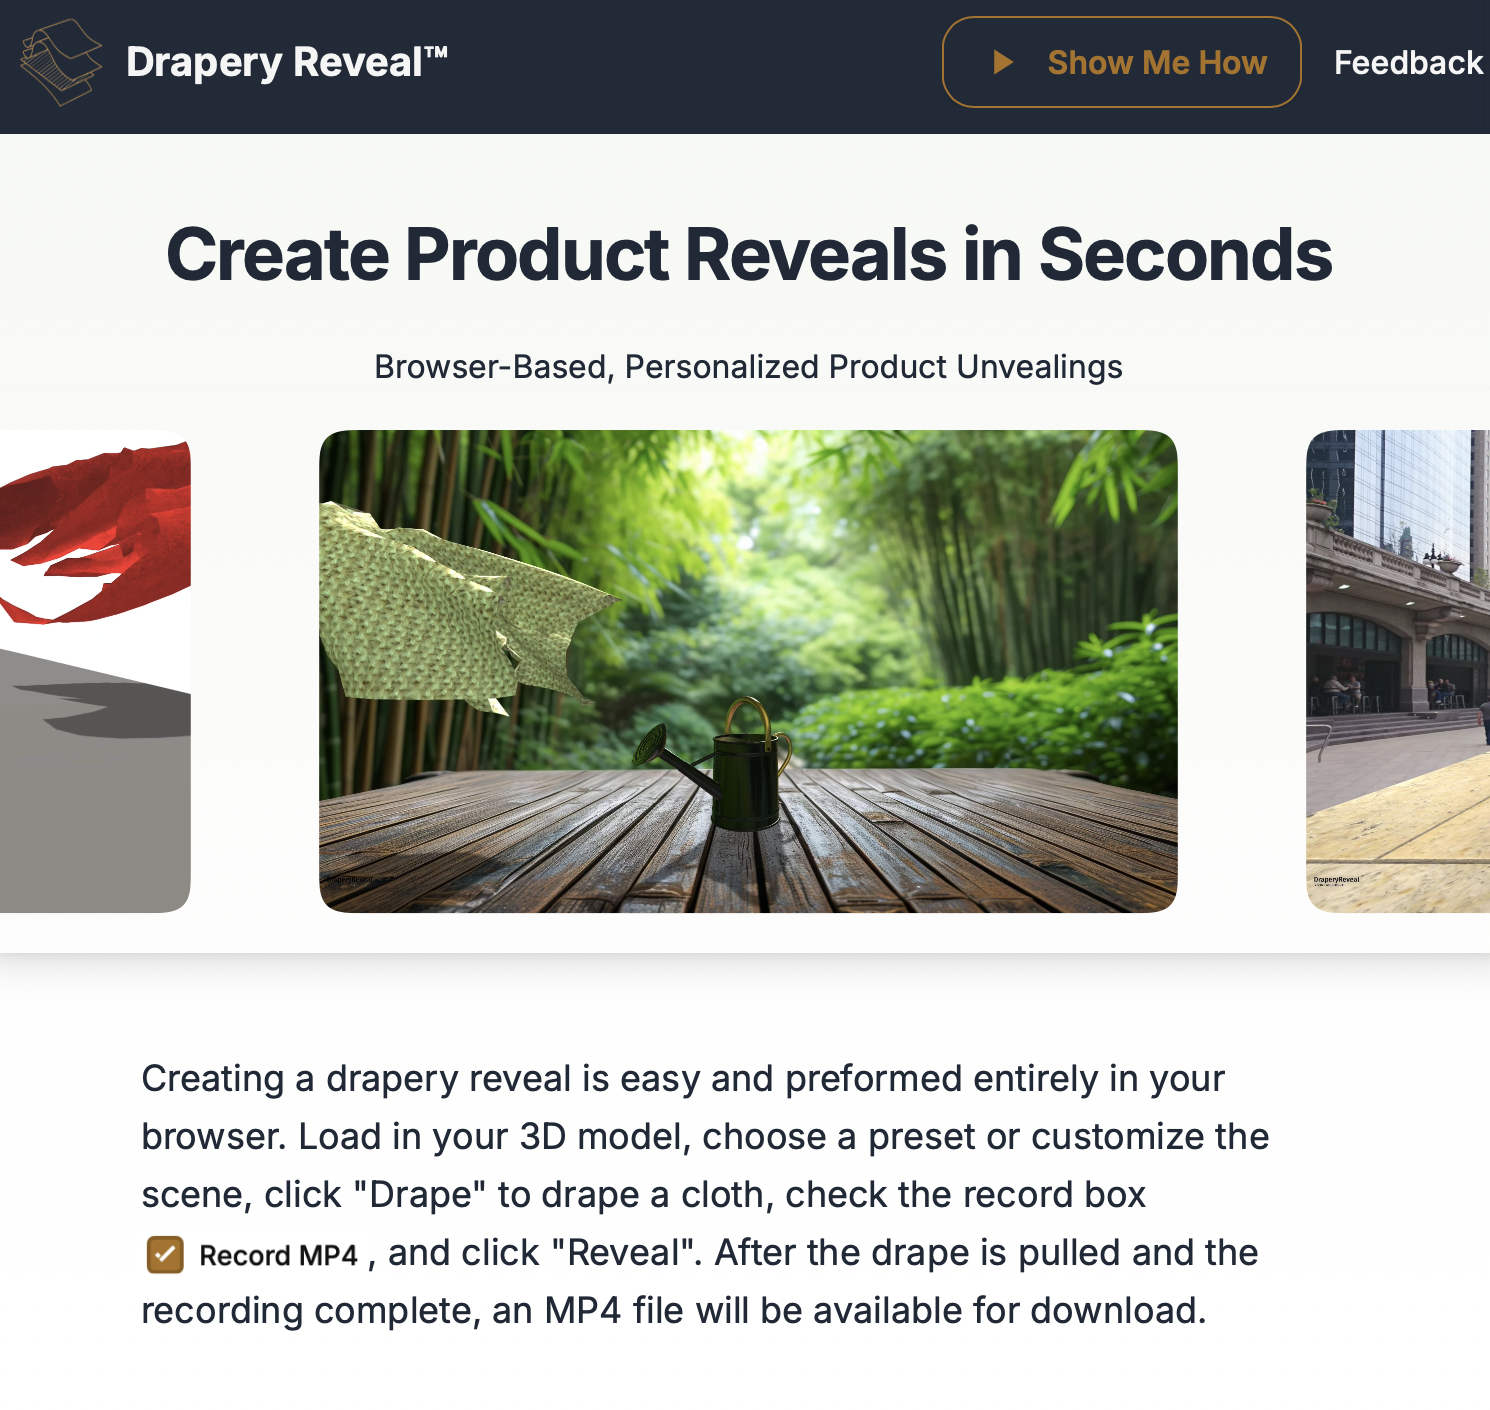 Drapery Reveal™
Show Me How
Feedback
Create Product Reveals in Seconds
Browser-Based, Personalized Product Unvealings
DraperyReveal
DraperyReveal
Creating a drapery reveal is easy and preformed entirely in your
browser. Load in your 3D model, choose a preset or customize the
scene, click "Drape" to drape a cloth, check the record box
Record MP4 , and click "Reveal". After the drape is pulled and the
recording complete, an MP4 file will be available for download.